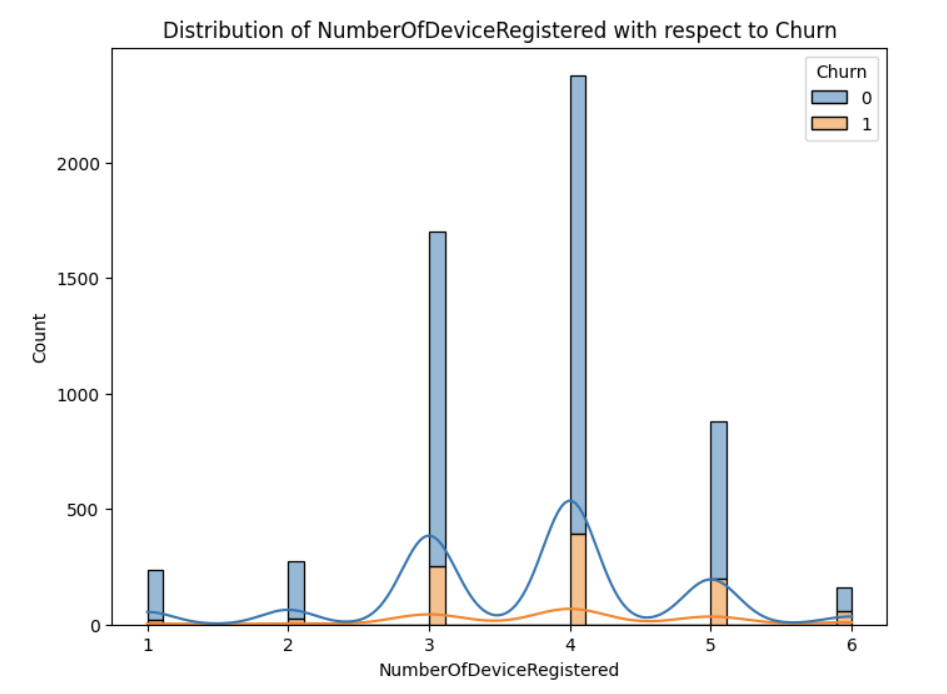 Distribution of NumberOfDeviceRegistered with respect to Churn
Churn
0
1
2000
1500
1000
500
0
Count
1 2 3 4 5 6
NumberOfDeviceRegistered